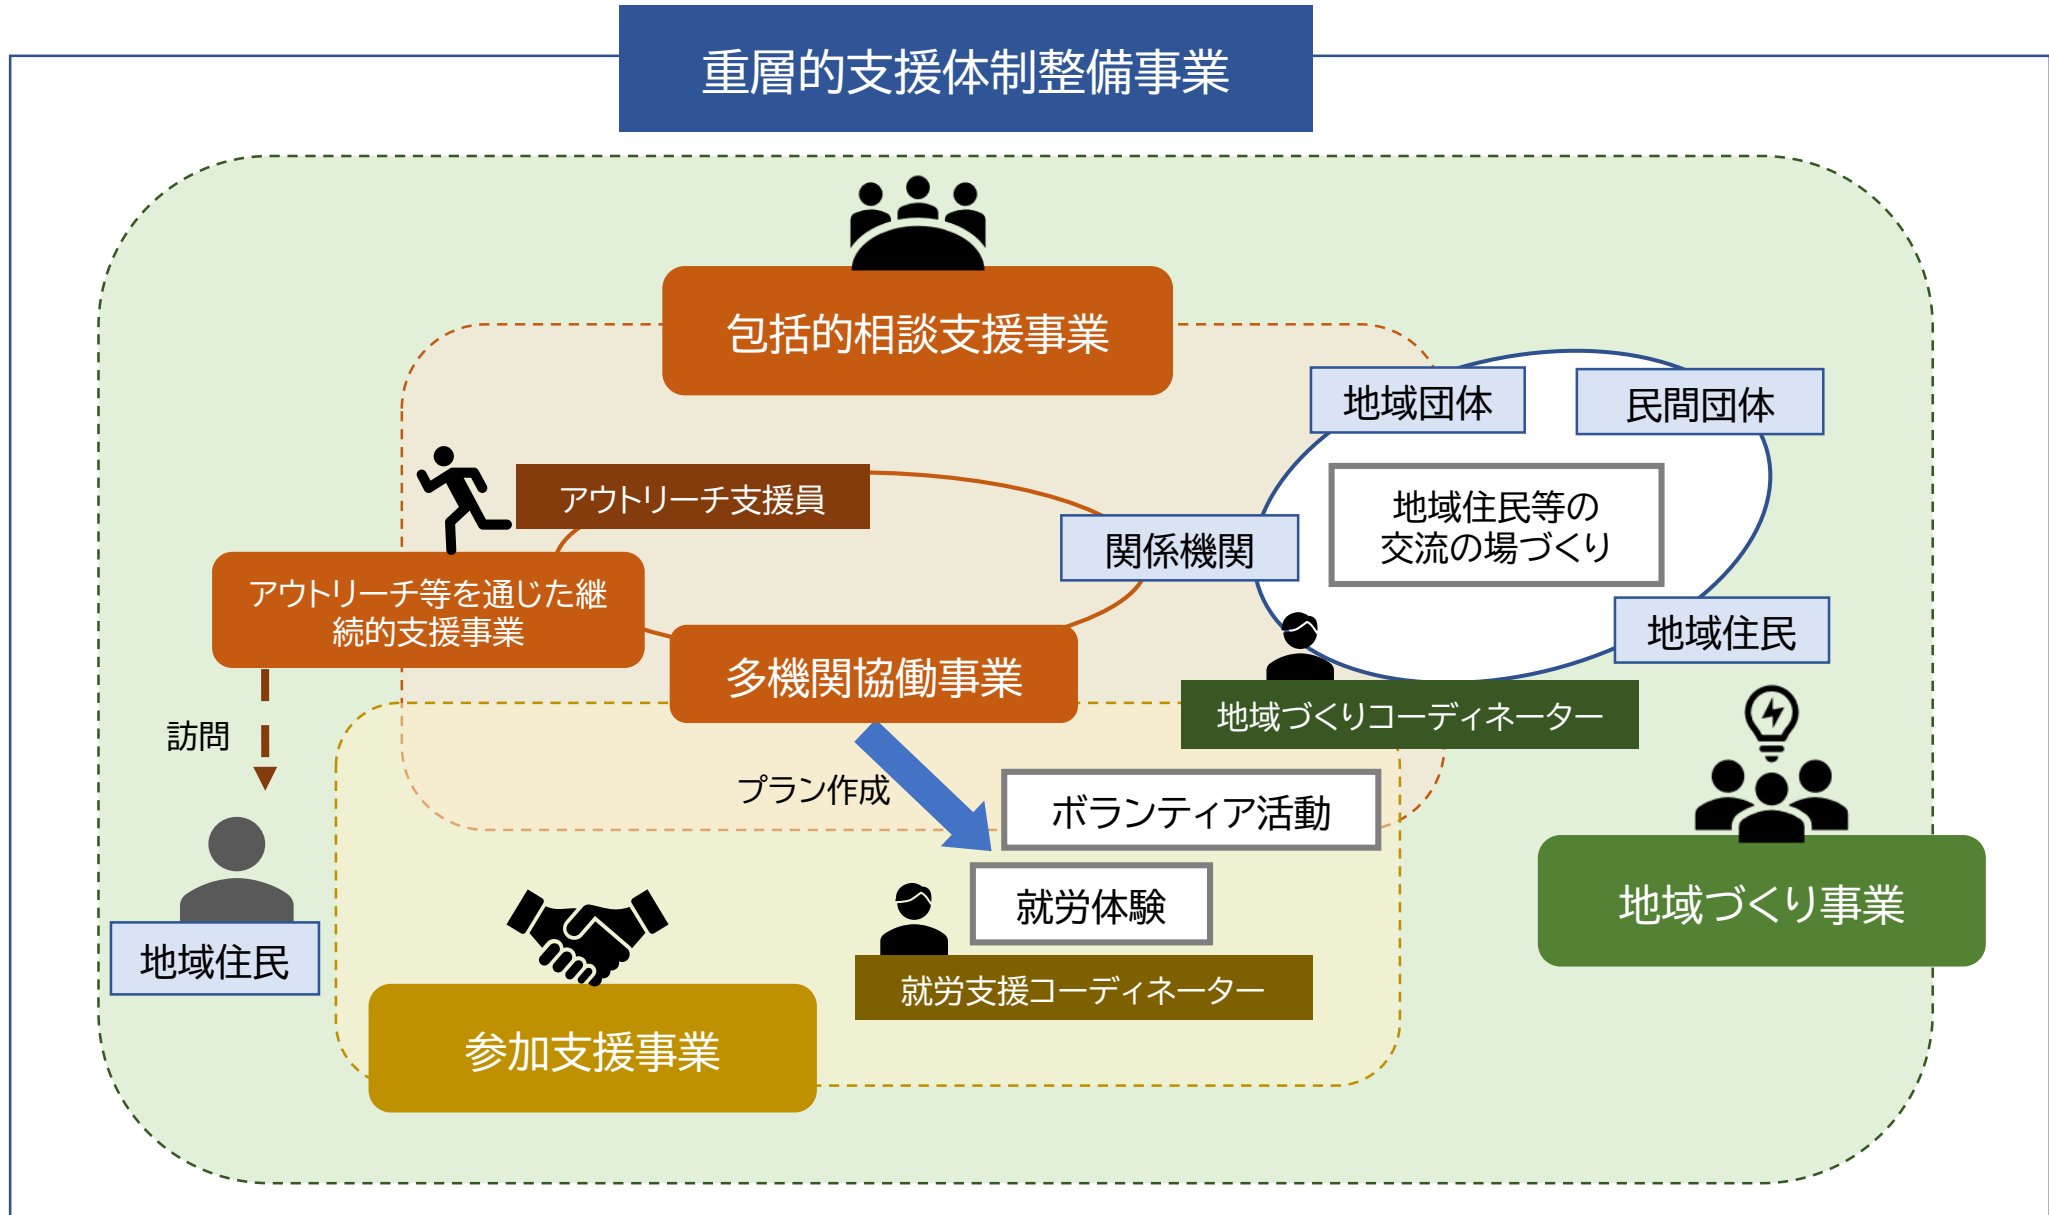 重層的支援体制整備事業
包括的相談支援事業
地域団体
民間団体
アウトリーチ支援員
地域住民等の
交流の場づくり
関係機関
アウトリーチ等を通じた継
続的支援事業
地域住民
多機関協働事業
地域づくりコーディネーター
訪問
プラン作成
ボランティア活動
就労体験
地域づくり事業
地域住民
就労支援コーディネーター
参加支援事業